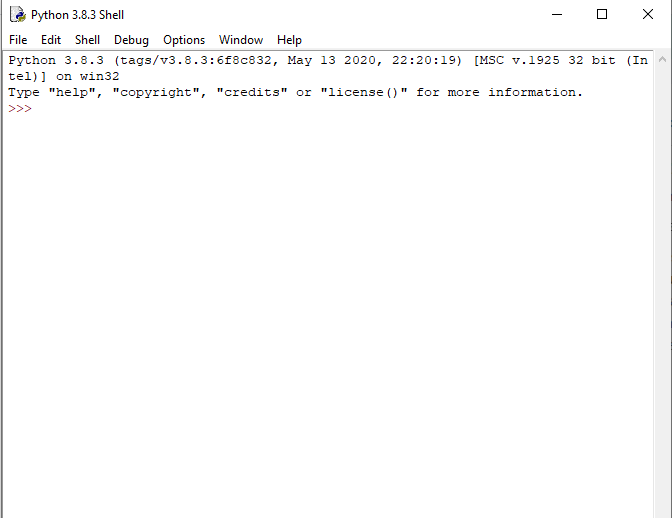 Python 3.8.3 Shell
File Edit Shell Debug Options Window Help
Python 3.8.3 (tags/v3.8.3:6f8c832, May 13 2020, 22:20:19) [MSC v.1925 32 bit (In
tel)] on win32
Type "help", "copyright", "credits" or "license()" for more information.
>>>